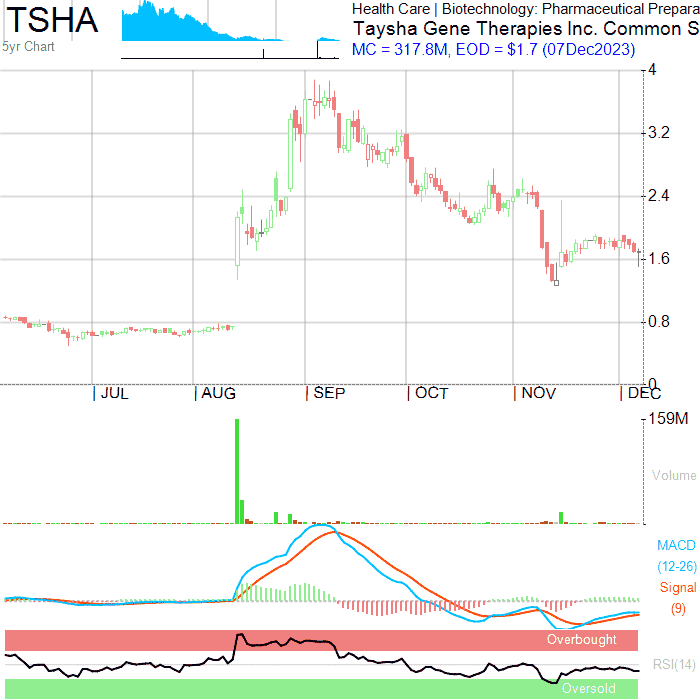 TSHA
5yr Chart
Health Care | Biotechnology: Pharmaceutical Prepara
Taysha Gene Therapies Inc. Common S
MC = 317.8M, EOD = $1.7 (07Dec2023)
4
3.2
2.4
1.6
0.8
0
JUL AUG SEP OCT NOV DEC
159M
Volume
MACD
(12-26)
Signal
(9)
Overbought
RSI(14)
Oversold